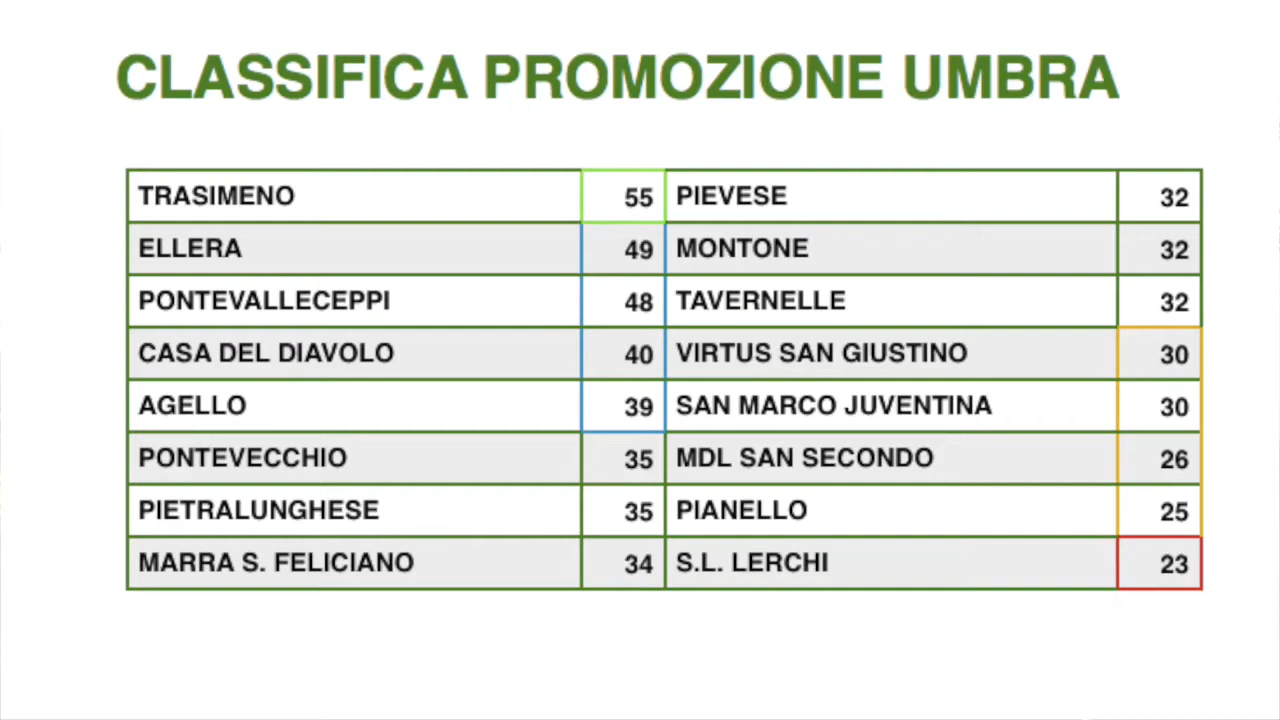 CLASSIFICA PROMOZIONE UMBRA
TRASIMENO 55 PIEVESE 32
ELLERA 49 MONTONE 32
PONTEVALLECEPPI 48 TAVERNELLE 32
CASA DEL DIAVOLO 40 VIRTUS SAN GIUSTINO 30
AGELLO 39 SAN MARCO JUVENTINA 30
PONTEVECCHIO 35 MDL SAN SECONDO 26
PIETRALUNGHESE 35 PIANELLO 25
MARRA S. FELICIANO 34 S.L. LERCHI 23